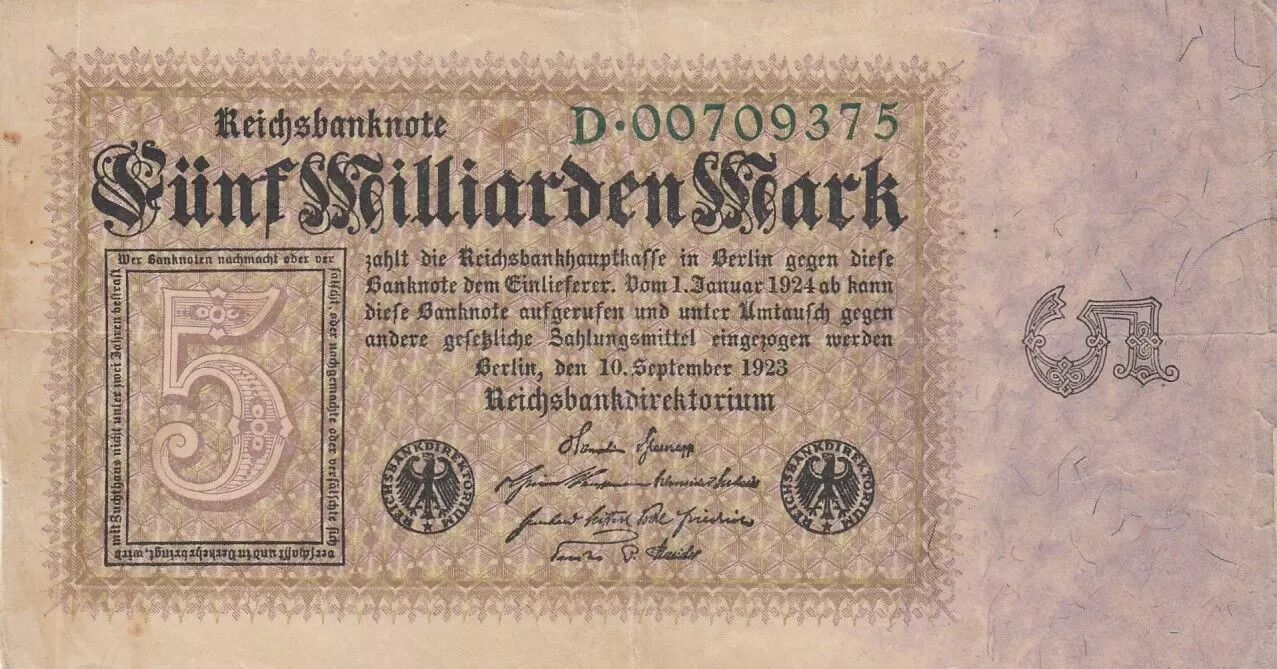 Reichsbanknote
D·00709375
Fünf Milliarden Mark
Wer Banknoten nachmacht oder ver
fälscht oder nachgemachte oder verfälschte sich
verschafft und in Verkehr bringt, wird
mit Zuchthaus nicht unter zwei Jahren bestraft
5
zahlt die Reichsbankhauptkasse in Berlin gegen diese
Banknote dem Einlieferer. Vom 1. Januar 1924 ab kann
diese Banknote aufgerufen und unter Umtausch gegen
andere gesetzliche Zahlungsmittel eingezogen werden
Berlin, den 10. September 1923
Reichsbankdirektorium
REICHSBANKDIREKTORIUM
REICHSBANKDIREKTORIUM
5